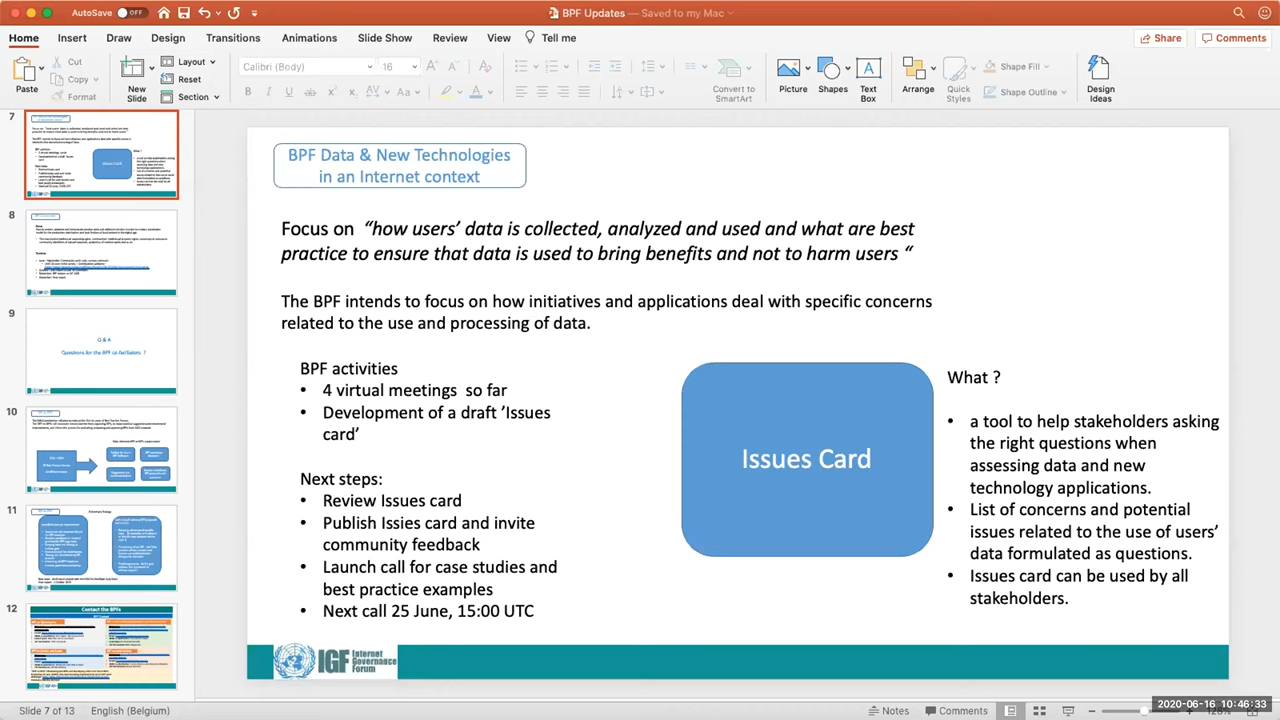 AutoSave OFF
BPF Updates — Saved to my Mac
Home Insert Draw Design Transitions Animations Slide Show Review View Tell me
Share Comments
Paste
Cut
Copy
Format
New
Slide
Layout
Reset
Section
Calibri (Body) 16
Convert to
SmartArt
Picture
Shapes
Text
Box
Arrange
Quick
Styles
Shape Fill
Shape Outline
Design
Ideas
7
8
9
Q & A
Questions for the BPF co-facilitators ?
10
11
12
Contact the BPFs
BPF Data & New Technologies
in an Internet context
Focus on “how users’ data is collected, analyzed and used and what are best
practices to ensure that data is used to bring benefits and not to harm users “
The BPF intends to focus on how initiatives and applications deal with specific concerns
related to the use and processing of data.
BPF activities
• 4 virtual meetings so far
• Development of a draft ‘Issues
card’
Next steps:
• Review Issues card
• Publish Issies card and invite
community feedback
• Launch call for case studies and
best practice examples
• Next call 25 June, 15:00 UTC
Issues Card
What ?
• a tool to help stakeholders asking
the right questions when
assessing data and new
technology applications.
• List of concerns and potential
issues related to the use of users’
data formulated as questions.
• Issues card can be used by all
stakeholders.
IGF Internet
Governance
Forum
Slide 7 of 13 English (Belgium)
Notes Comments
2020-06-16 10:46:33